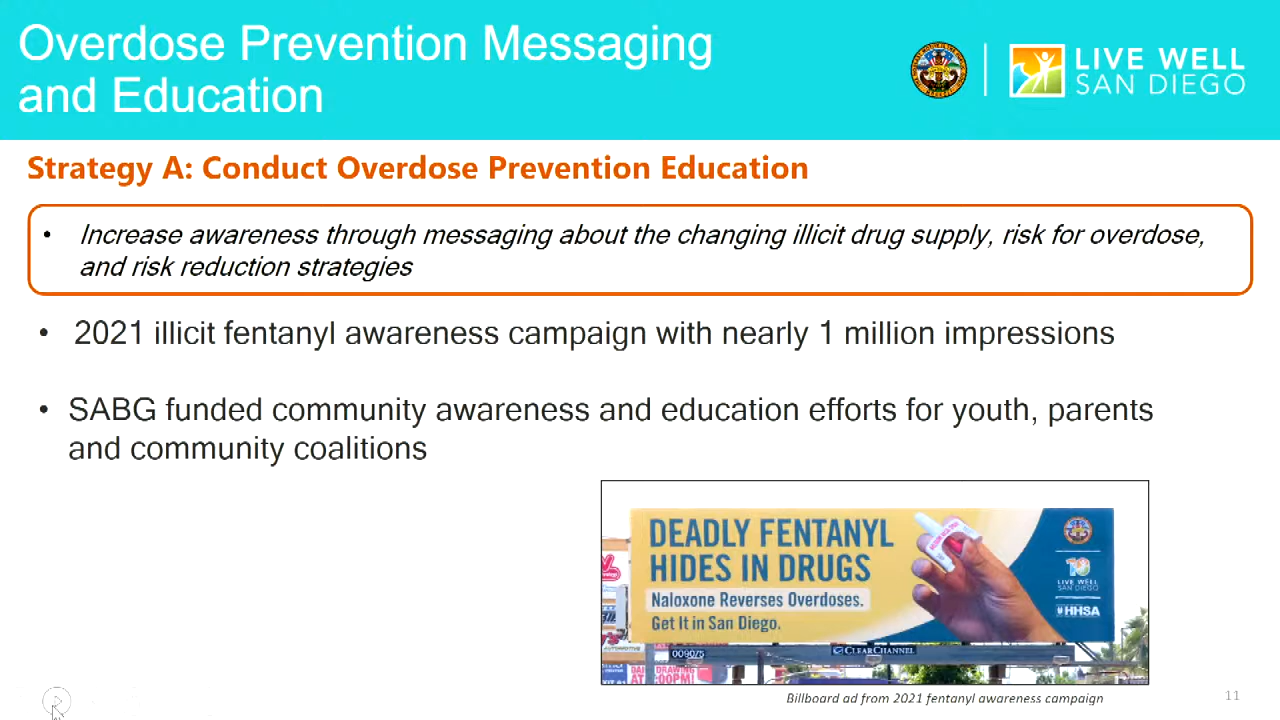 Overdose Prevention Messaging
and Education
LIVE WELL
SAN DIEGO
Strategy A: Conduct Overdose Prevention Education
• Increase awareness through messaging about the changing illicit drug supply, risk for overdose,
and risk reduction strategies
• 2021 illicit fentanyl awareness campaign with nearly 1 million impressions
• SABG funded community awareness and education efforts for youth, parents
and community coalitions
DEADLY FENTANYL
HIDES IN DRUGS
Naloxone Reverses Overdoses.
Get It in San Diego.
10
LIVE WELL
SAN DIEGO
HHSA
009075
CLEARCHANNEL
Billboard ad from 2021 fentanyl awareness campaign
11